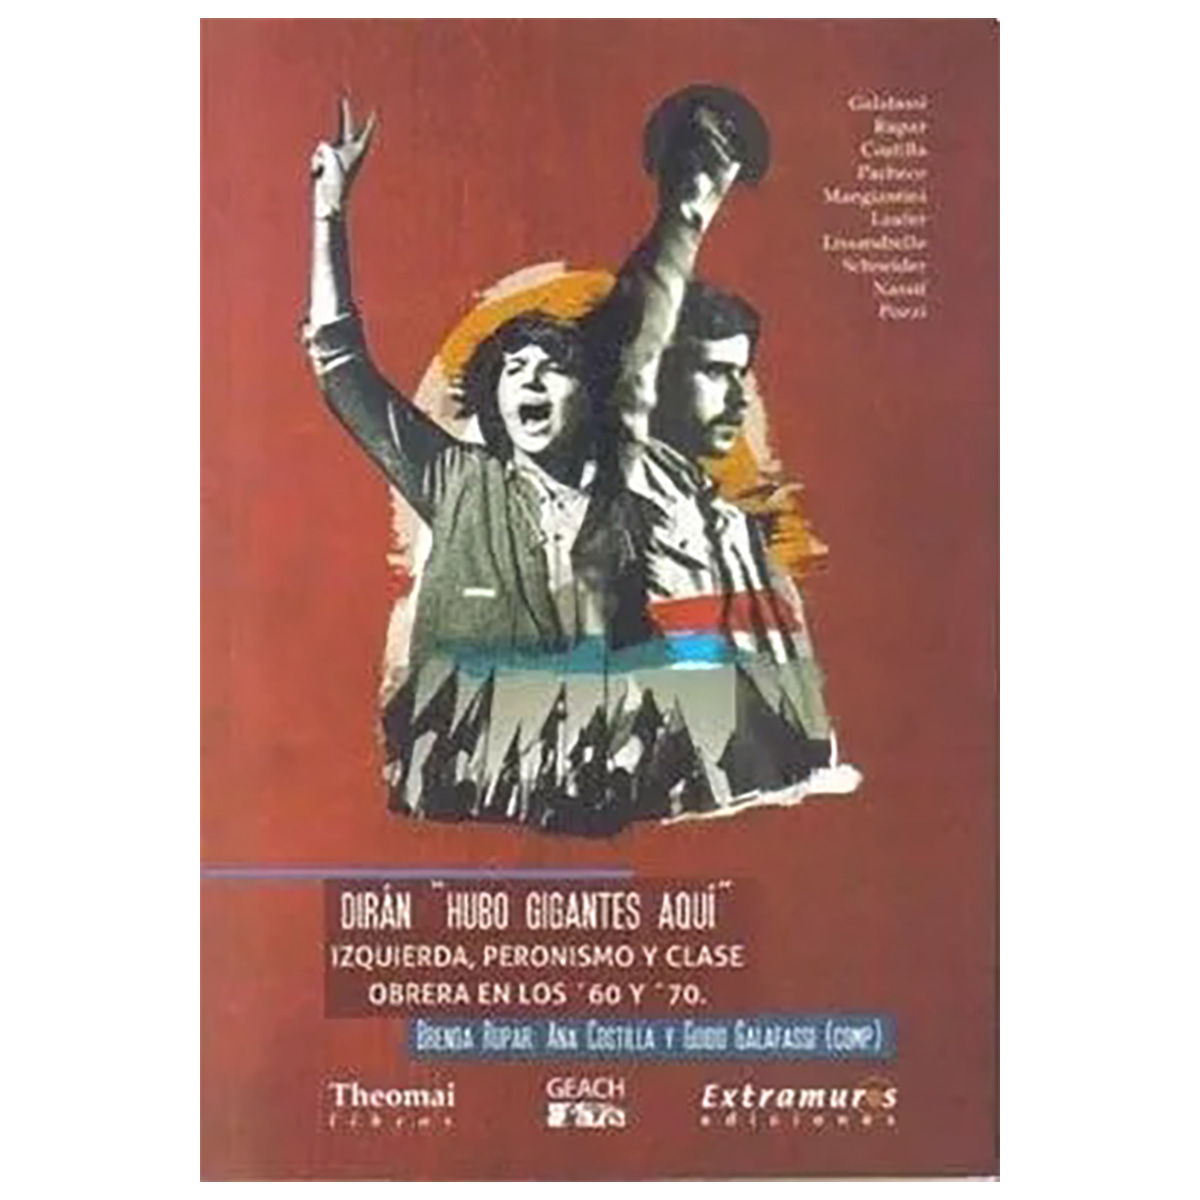 Galafassi
Rupar
Costilla
Pacheco
Mangiantini
Liszt
Lissandrello
Schneider
Nassif
Pozzi
DIRÁN "HUBO GIGANTES AQUÍ"
IZQUIERDA, PERONISMO Y CLASE
OBRERA EN LOS ´60 Y ´70.
BRENDA RUPAR. ANA COSTILLA Y GUIDO GALAFASSI (COMP)
Theomai
libros
GEACH
Extramuros
ediciones